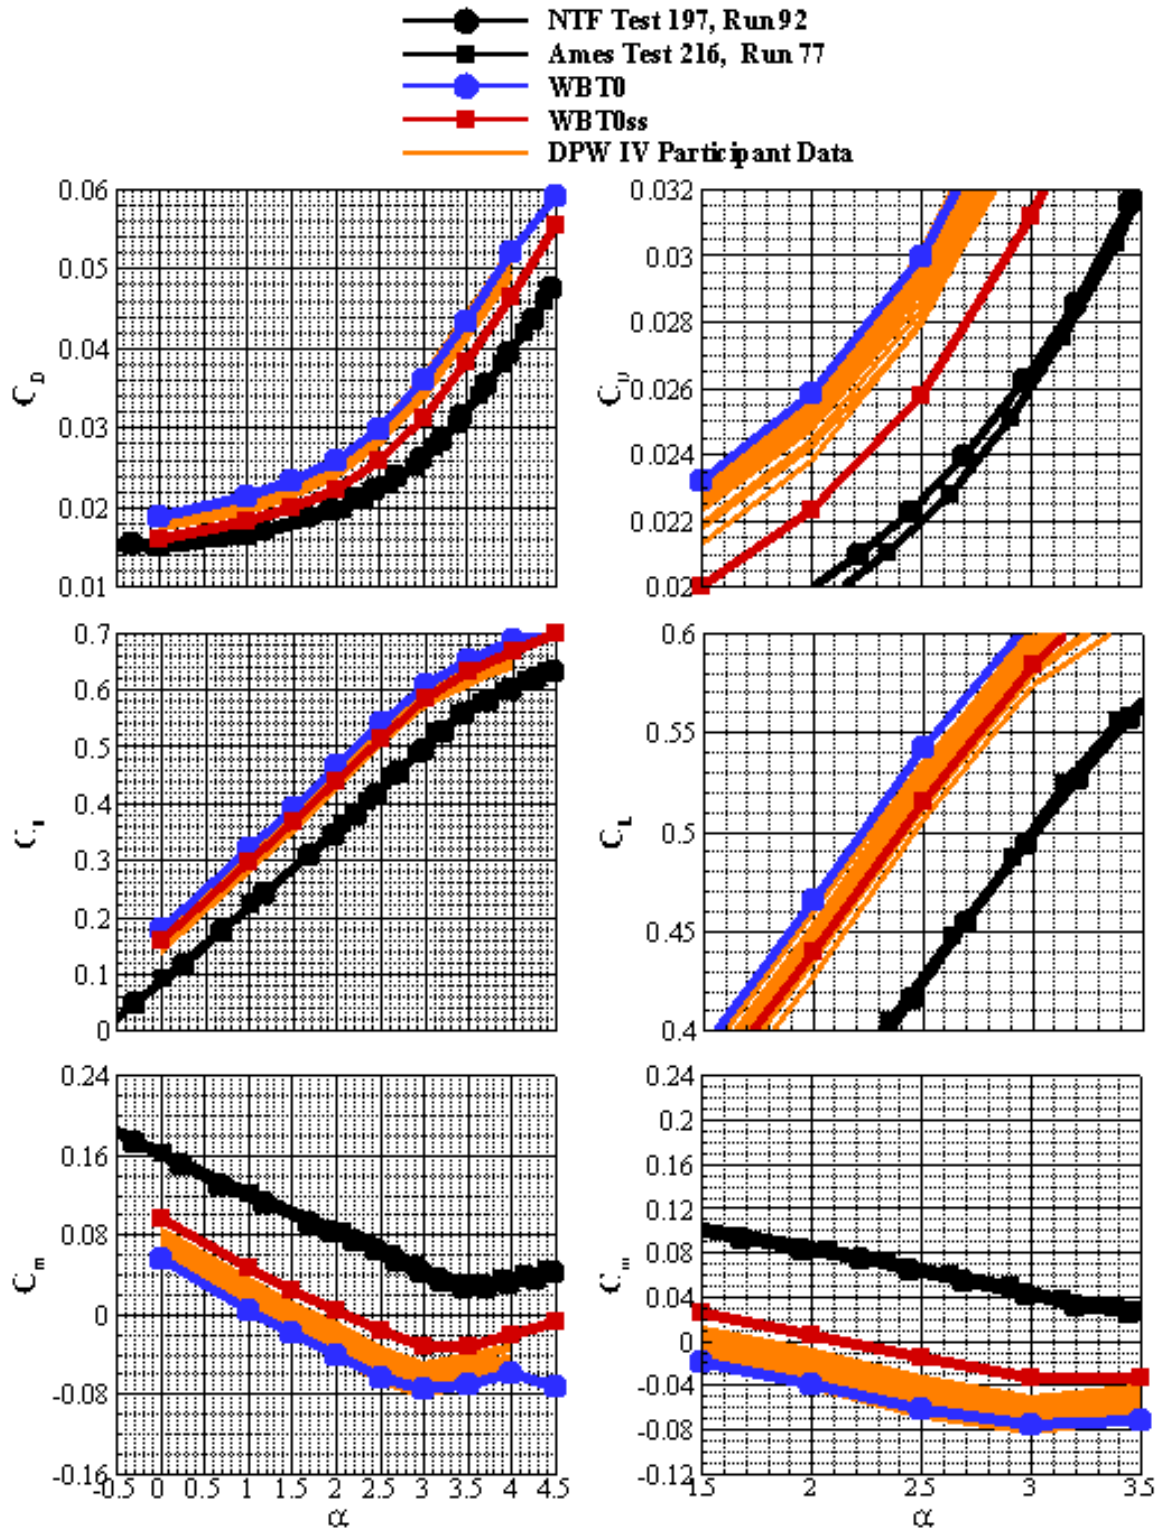 NTF Test 197, Run 92
Ames Test 216, Run 77
WBT0
WBT0ss
DPW IV Participant Data
0.06
0.05
0.04
0.03
0.02
0.01
C_D
0.032
0.03
0.028
0.026
0.024
0.022
0.02
C_D
0.7
0.6
0.5
0.4
0.3
0.2
0.1
0
C_L
0.6
0.55
0.5
0.45
0.4
C_L
0.24
0.16
0.08
0
-0.08
-0.16
C_m
-0.5 0 0.5 1 1.5 2 2.5 3 3.5 4 4.5
α
0.24
0.2
0.16
0.12
0.08
0.04
0
-0.04
-0.08
-0.12
C_m
1.5 2 2.5 3 3.5
α